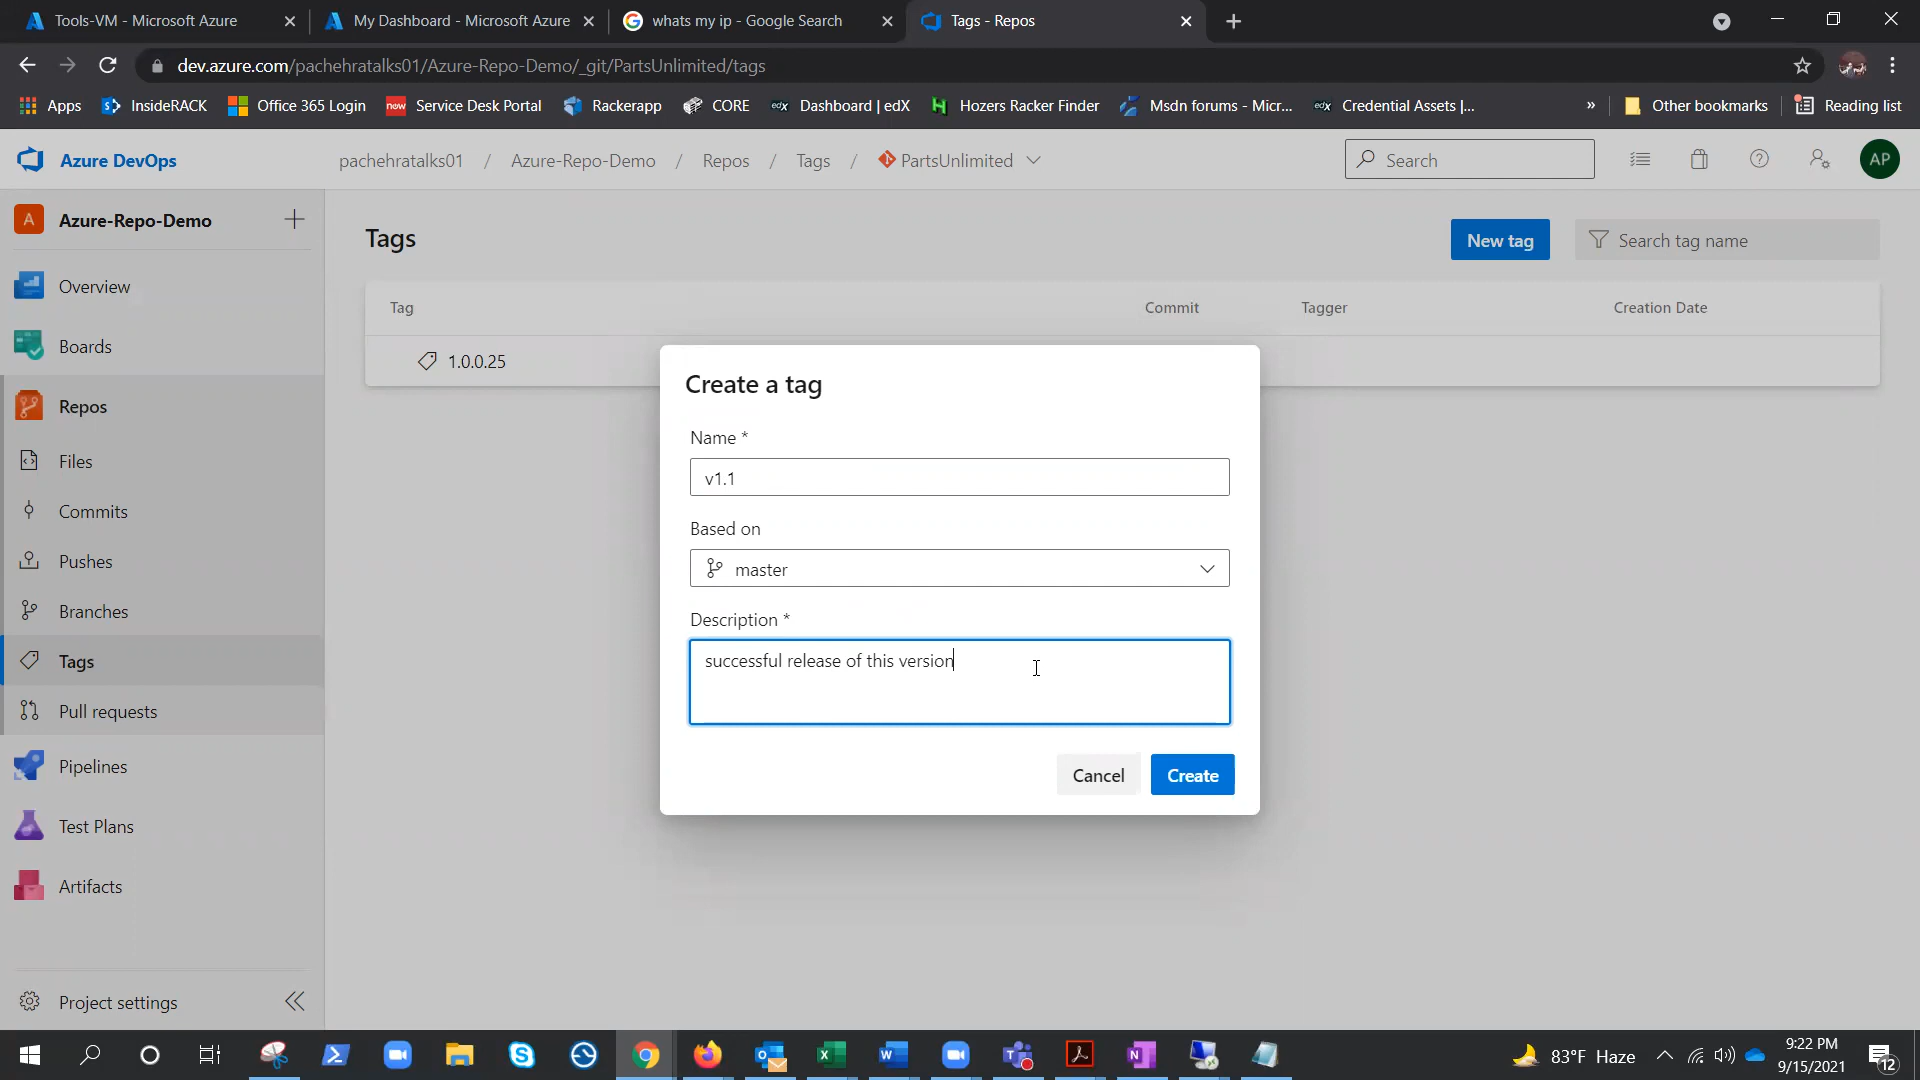 Tools-VM - Microsoft Azure
My Dashboard - Microsoft Azure
whats my ip - Google Search
Tags - Repos
dev.azure.com/pachehratalks01/Azure-Repo-Demo/_git/PartsUnlimited/tags
Apps
InsideRACK
Office 365 Login
now
Service Desk Portal
Rackerapp
CORE
edX
Dashboard | edX
Hozers Racker Finder
Msdn forums - Micr...
edX
Credential Assets |...
»
Other bookmarks
Reading list
Azure DevOps
pachehratalks01 / Azure-Repo-Demo / Repos / Tags / PartsUnlimited
Search
AP
A
Azure-Repo-Demo
Overview
Boards
Repos
Files
Commits
Pushes
Branches
Tags
Pull requests
Pipelines
Test Plans
Artifacts
Project settings
Tags
New tag
Search tag name
Tag Commit Tagger Creation Date
1.0.0.25
Create a tag
Name *
v1.1
Based on
master
Description *
successful release of this version
Cancel
Create
83°F Haze
9:22 PM
9/15/2021
12